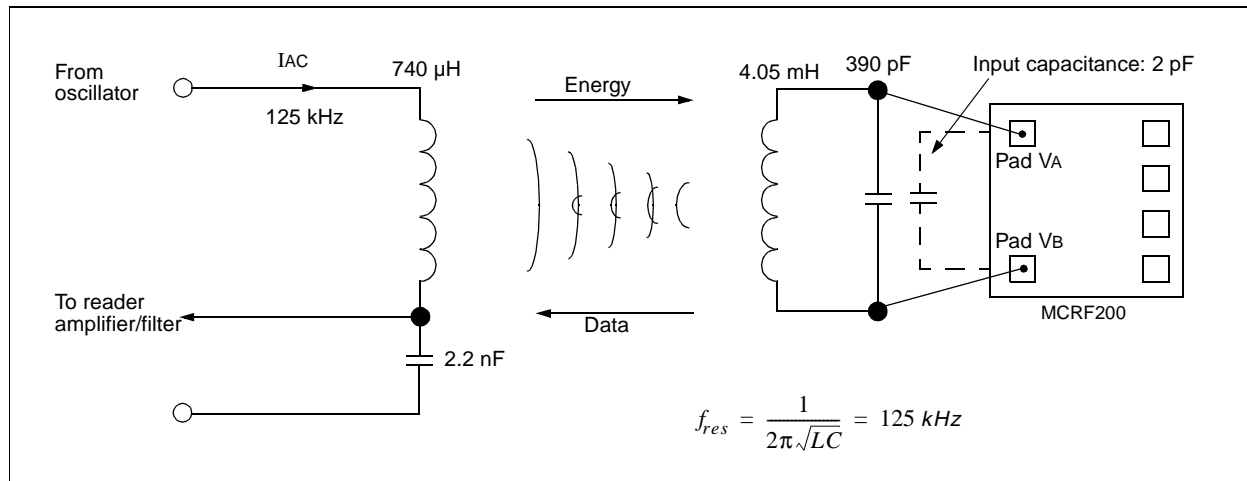 From
oscillator
IAC
125 kHz
740 µH
Energy
4.05 mH
390 pF
Input capacitance: 2 pF
Pad VA
Pad VB
MCRF200
To reader
amplifier/filter
Data
2.2 nF
f_res = 1 / 2π√LC = 125 kHz